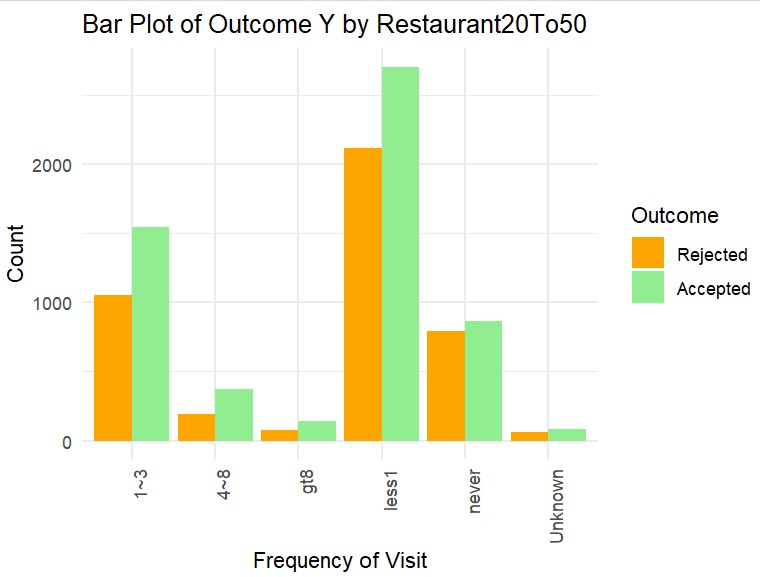 Bar Plot of Outcome Y by Restaurant20To50
Count
2000
1000
0
1~3
4~8
gt8
less1
never
Unknown
Frequency of Visit
Outcome
Rejected
Accepted